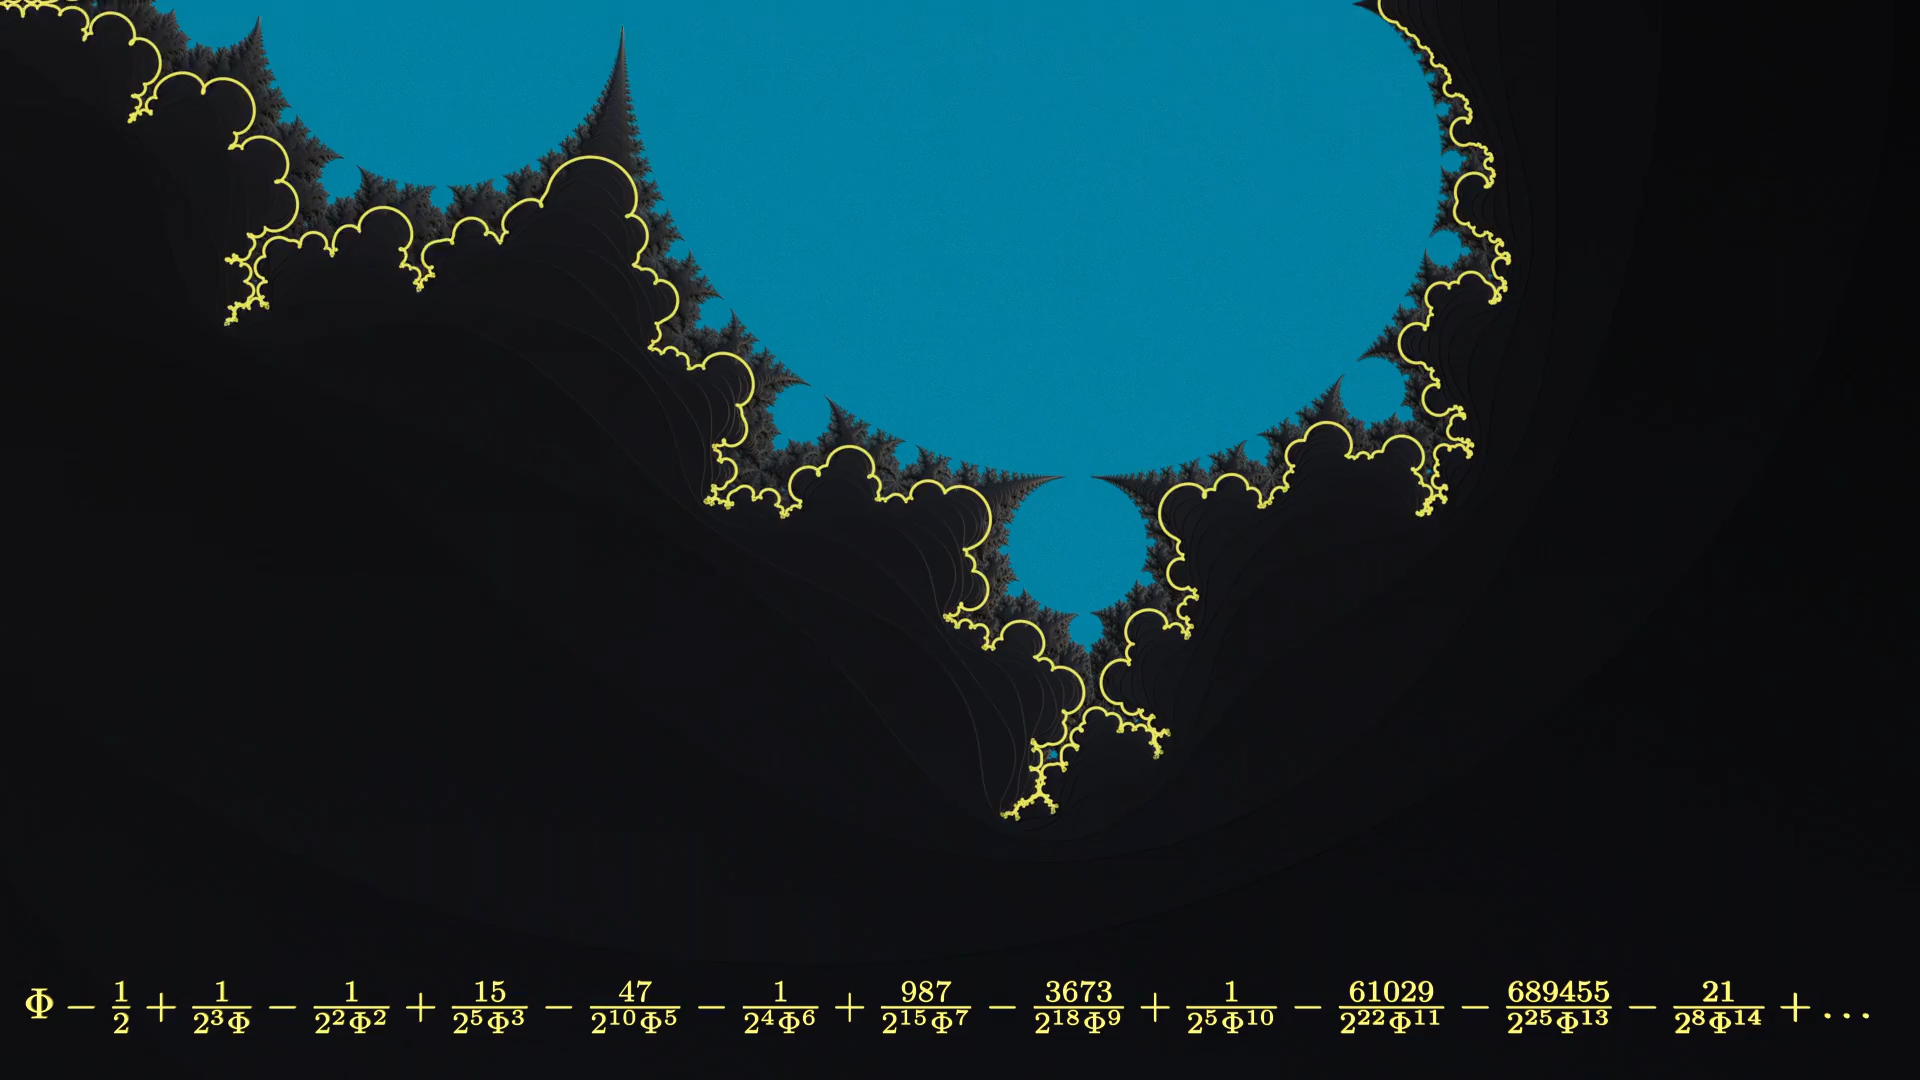 Φ − 1/2 + 1/2³Φ − 1/2²Φ² + 15/2⁵Φ³ − 47/2¹⁰Φ⁵ − 1/2⁴Φ⁶ + 987/2¹⁵Φ⁷ − 3673/2¹⁸Φ⁹ + 1/2⁵Φ¹⁰ − 61029/2²²Φ¹¹ − 689455/2²⁵Φ¹³ − 21/2⁸Φ¹⁴ + ...